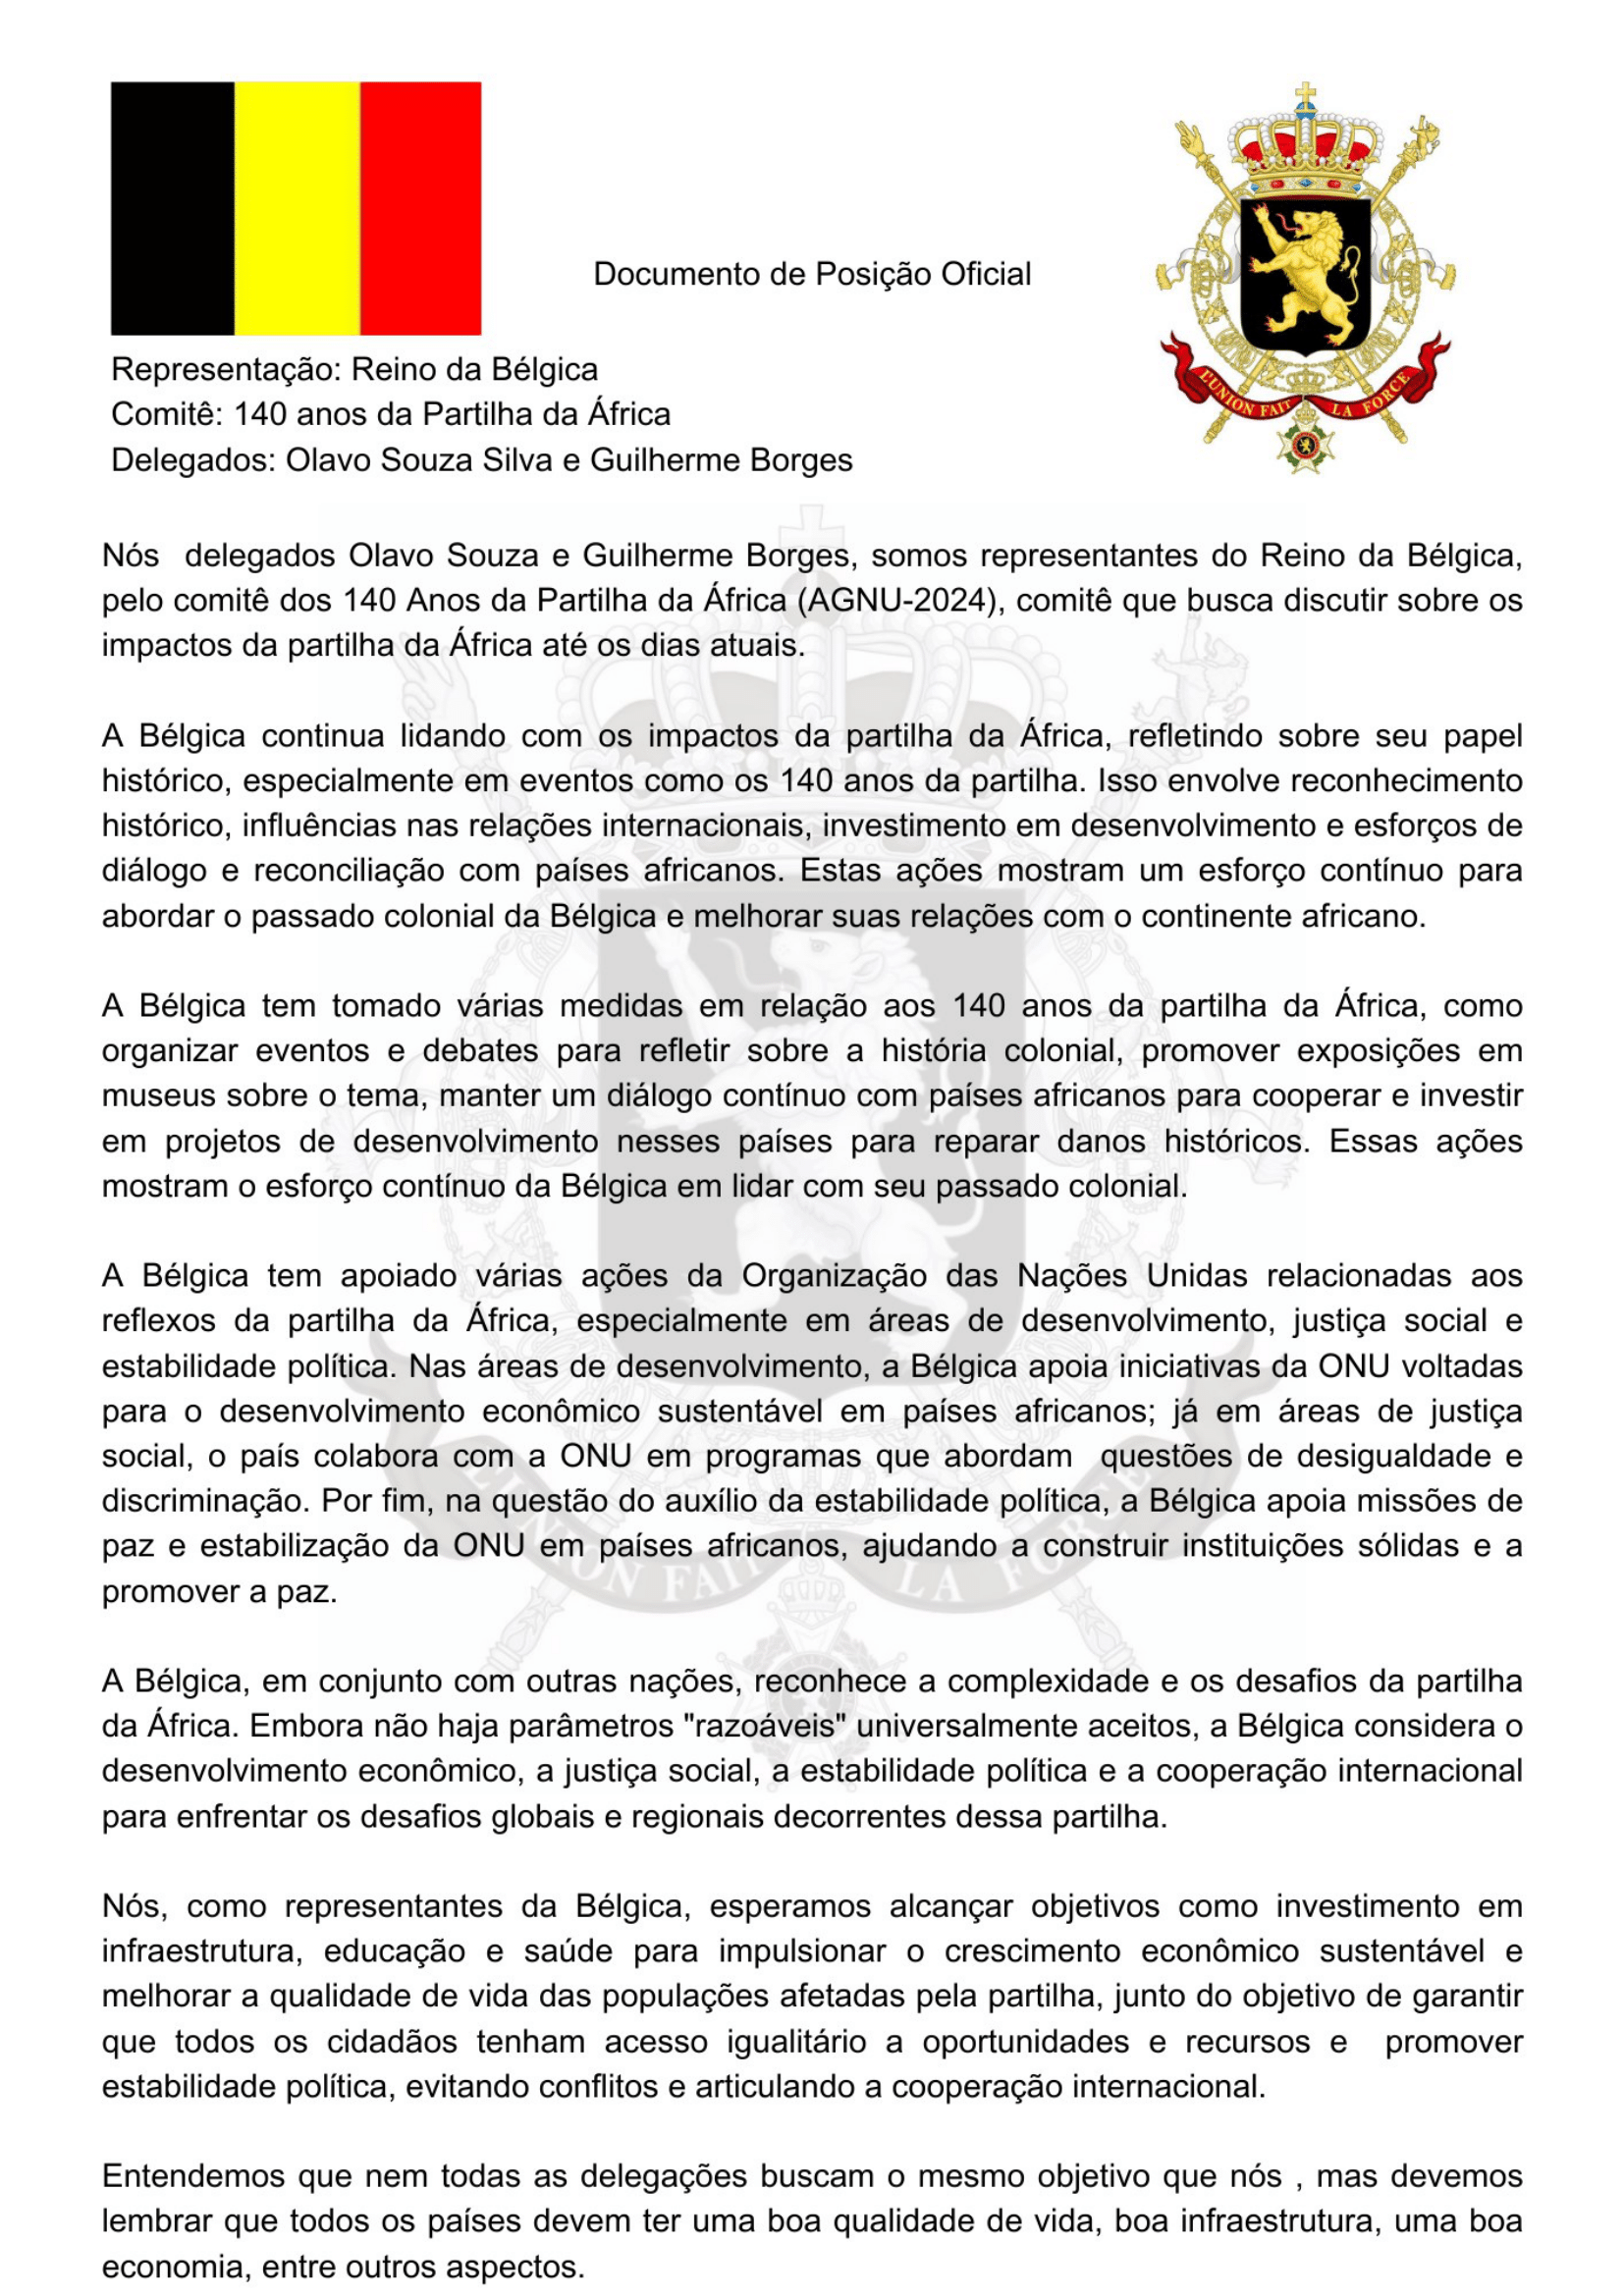 Documento de Posição Oficial
L'UNION FAIT LA FORCE
Representação: Reino da Bélgica
Comitê: 140 anos da Partilha da África
Delegados: Olavo Souza Silva e Guilherme Borges
Nós delegados Olavo Souza e Guilherme Borges, somos representantes do Reino da Bélgica,
pelo comitê dos 140 Anos da Partilha da África (AGNU-2024), comitê que busca discutir sobre os
impactos da partilha da África até os dias atuais.
A Bélgica continua lidando com os impactos da partilha da África, refletindo sobre seu papel
histórico, especialmente em eventos como os 140 anos da partilha. Isso envolve reconhecimento
histórico, influências nas relações internacionais, investimento em desenvolvimento e esforços de
diálogo e reconciliação com países africanos. Estas ações mostram um esforço contínuo para
abordar o passado colonial da Bélgica e melhorar suas relações com o continente africano.
A Bélgica tem tomado várias medidas em relação aos 140 anos da partilha da África, como
organizar eventos e debates para refletir sobre a história colonial, promover exposições em
museus sobre o tema, manter um diálogo contínuo com países africanos para cooperar e investir
em projetos de desenvolvimento nesses países para reparar danos históricos. Essas ações
mostram o esforço contínuo da Bélgica em lidar com seu passado colonial.
A Bélgica tem apoiado várias ações da Organização das Nações Unidas relacionadas aos
reflexos da partilha da África, especialmente em áreas de desenvolvimento, justiça social e
estabilidade política. Nas áreas de desenvolvimento, a Bélgica apoia iniciativas da ONU voltadas
para o desenvolvimento econômico sustentável em países africanos; já em áreas de justiça
social, o país colabora com a ONU em programas que abordam questões de desigualdade e
discriminação. Por fim, na questão do auxílio da estabilidade política, a Bélgica apoia missões de
paz e estabilização da ONU em países africanos, ajudando a construir instituições sólidas e a
promover a paz.
L'UNION FAIT LA FORCE
A Bélgica, em conjunto com outras nações, reconhece a complexidade e os desafios da partilha
da África. Embora não haja parâmetros "razoáveis" universalmente aceitos, a Bélgica considera o
desenvolvimento econômico, a justiça social, a estabilidade política e a cooperação internacional
para enfrentar os desafios globais e regionais decorrentes dessa partilha.
Nós, como representantes da Bélgica, esperamos alcançar objetivos como investimento em
infraestrutura, educação e saúde para impulsionar o crescimento econômico sustentável e
melhorar a qualidade de vida das populações afetadas pela partilha, junto do objetivo de garantir
que todos os cidadãos tenham acesso igualitário a oportunidades e recursos e promover
estabilidade política, evitando conflitos e articulando a cooperação internacional.
Entendemos que nem todas as delegações buscam o mesmo objetivo que nós , mas devemos
lembrar que todos os países devem ter uma boa qualidade de vida, boa infraestrutura, uma boa
economia, entre outros aspectos.